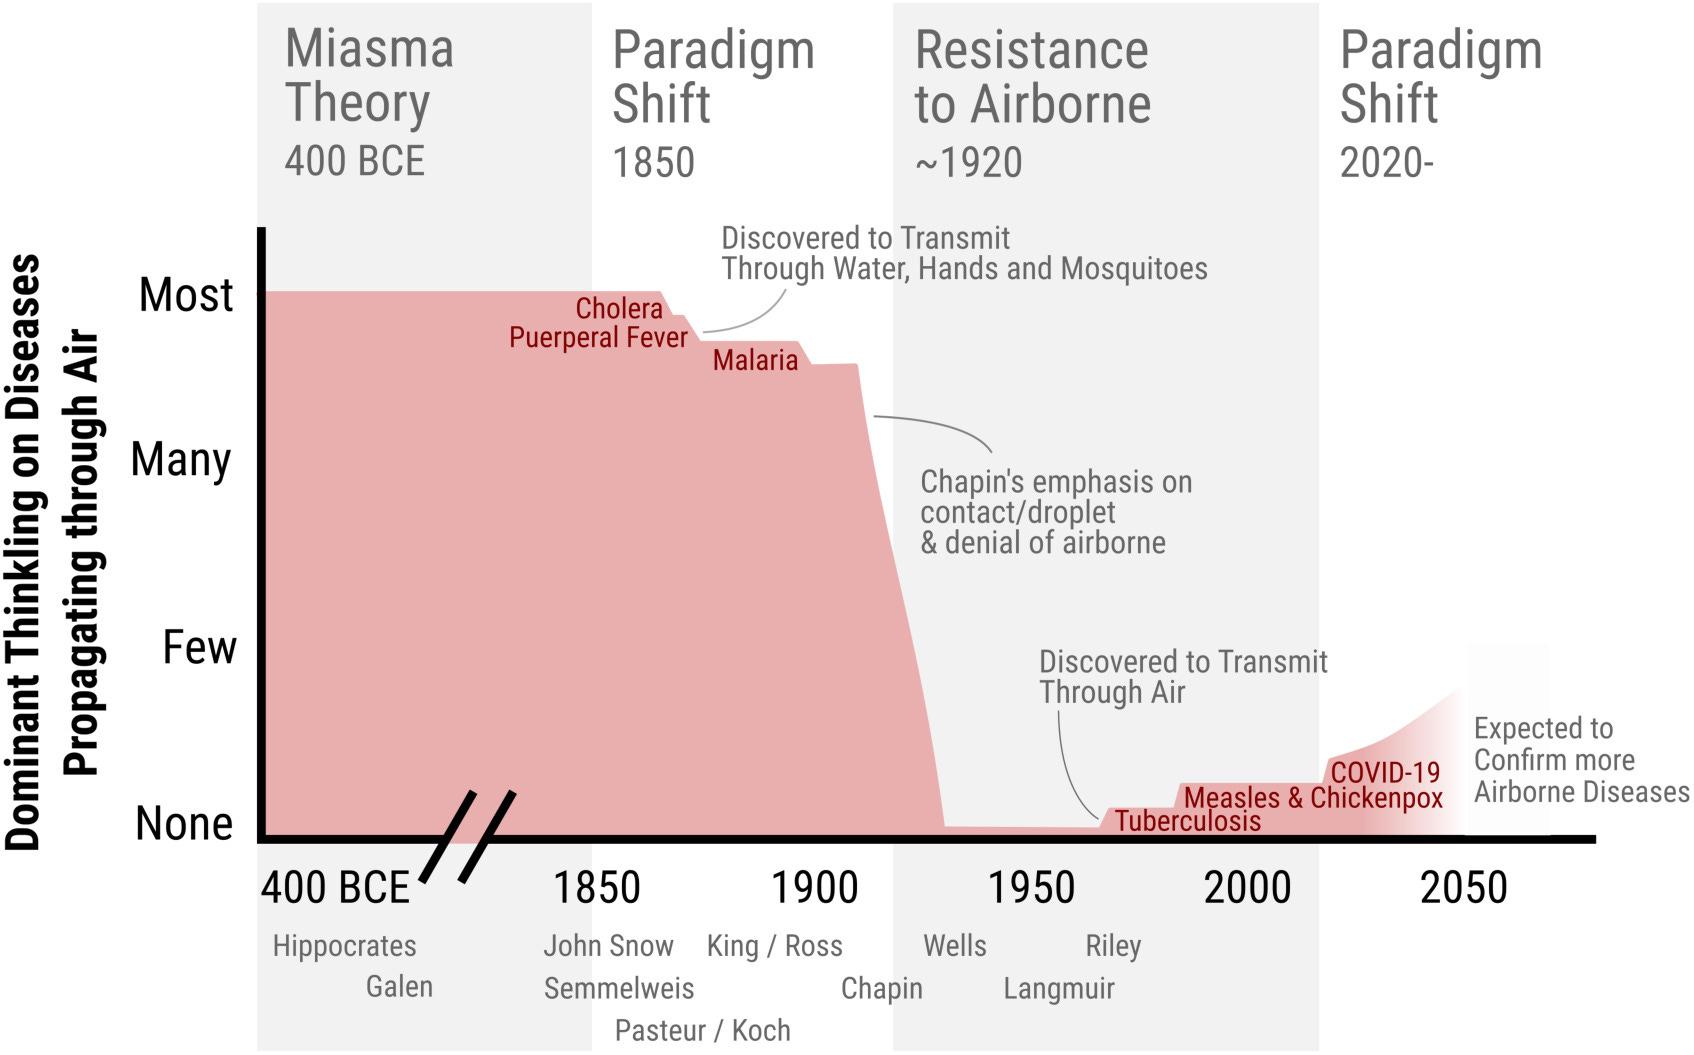 Miasma
Theory
400 BCE
Paradigm
Shift
1850
Resistance
to Airborne
~1920
Paradigm
Shift
2020-
Dominant Thinkling on Diseases
Propagating through Air
Most
Many
Few
None
Discovered to Transmit
Through Water, Hands and Mosquitoes
Cholera
Puerperal Fever
Malaria
Chapin's emphasis on
contact/droplet
& denial of airborne
Discovered to Transmit
Through Air
Tuberculosis
Measles & Chickenpox
COVID-19
Expected to
Confirm more
Airborne Diseases
400 BCE
1850
1900
1950
2000
2050
Hippocrates
Galen
John Snow
Semmelweis
Pasteur / Koch
King / Ross
Chapin
Wells
Langmuir
Riley